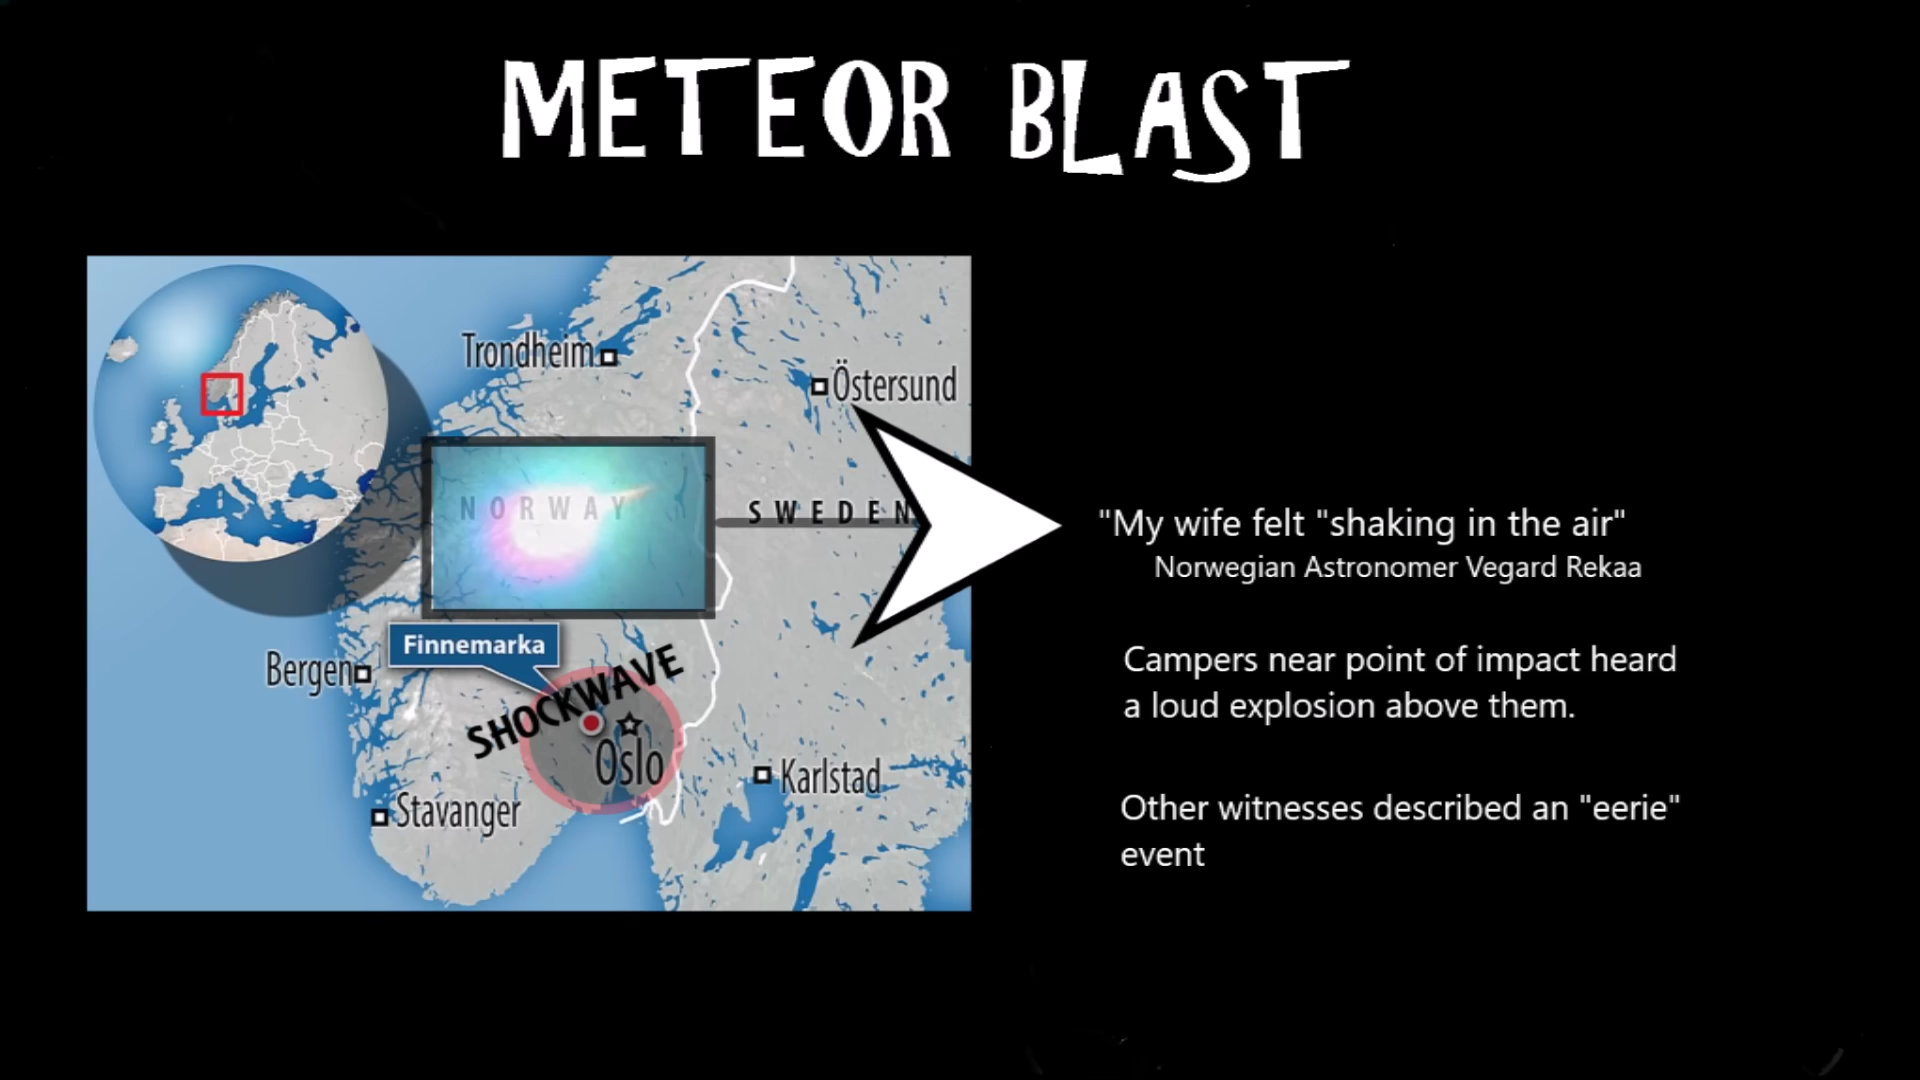 METEOR BLAST
Trondheim
Östersund
NORWAY
SWEDEN
"My wife felt "shaking in the air"
Norwegian Astronomer Vegard Rekaa
Finnemarka
Bergen
SHOCKWAVE
Campers near point of impact heard
a loud explosion above them.
Oslo
Karlstad
Stavanger
Other witnesses described an "eerie"
event